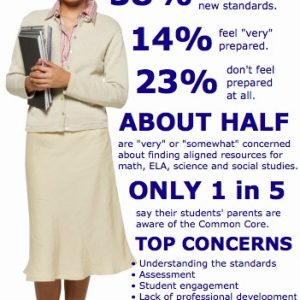 new standards.
14% feel "very"
prepared.
23% don't feel
prepared
at all.
ABOUT HALF
are "very" or "somewhat" concerned
about finding aligned resources for
math, ELA, science and social studies.
ONLY 1 in 5
say their students' parents are
aware of the Common Core.
TOP CONCERNS
• Understanding the standards
• Assessment
• Student engagement
• Lack of professional development